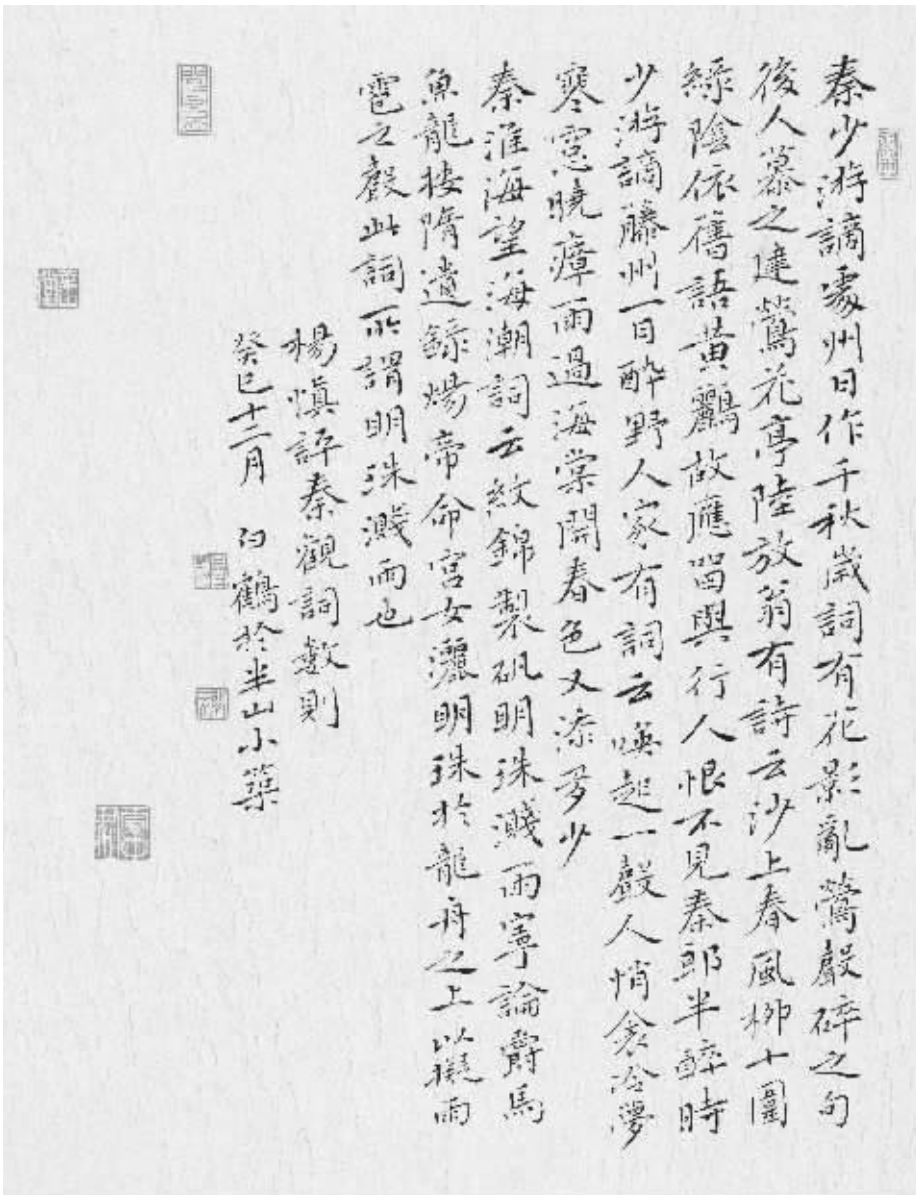 秦少游謫處州日作千秋歲詞有花影亂鶯聲碎之句
後人慕之建鶯花亭陸放翁有詩云沙上春風柳十圍
綠陰依舊語黃鸝故應留與行人恨不見秦郎半醉時
少游謫藤州一日醉野人家有詞云喚起一聲人悄衾冷夢
寒窓曉瘴雨過海棠開春色又添多少
秦淮海望海潮詞云紋錦製帆明珠濺雨寧論爵馬
魚龍按隋遺錄煬帝命宮女灑明珠於龍舟之上以擬雨
雹之聲此詞所謂明珠濺雨也
楊慎評秦觀詞數則
癸巳十二月 白鶴於半山小築